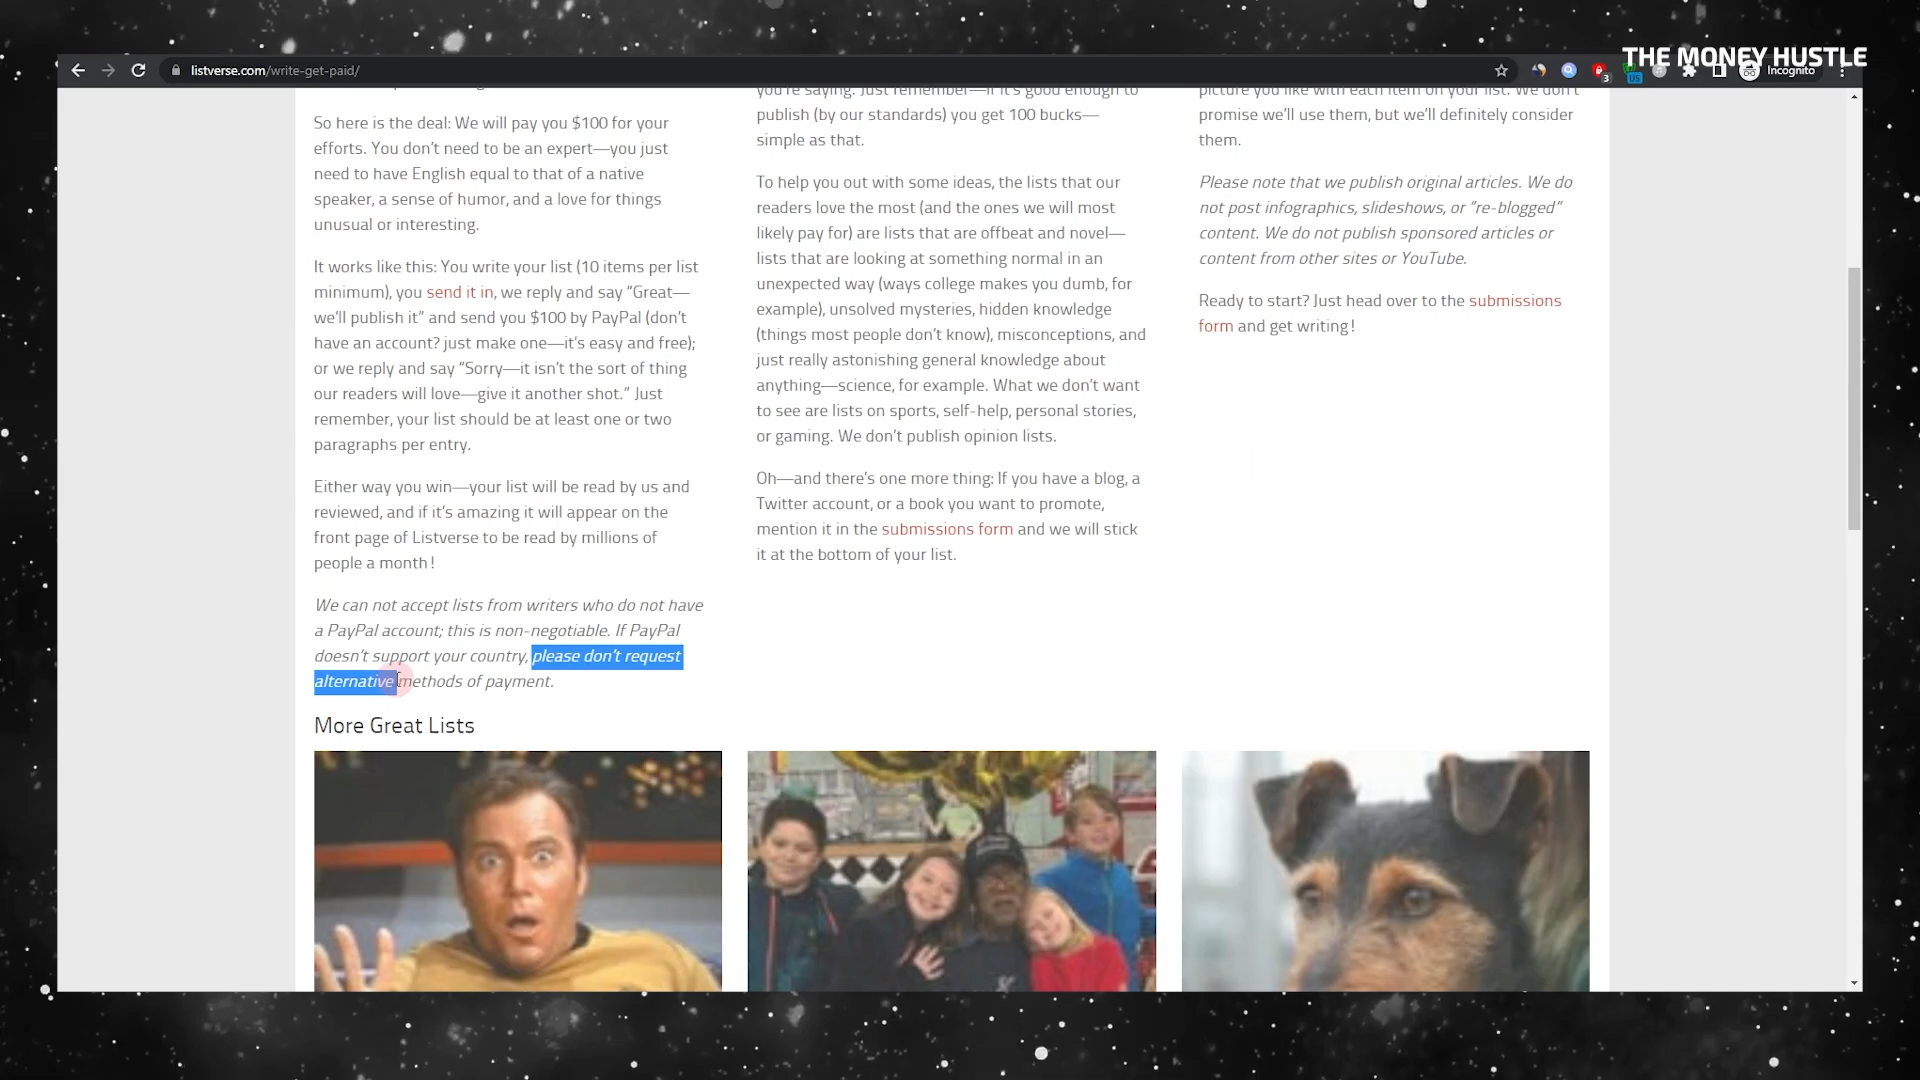 THE MONEY HUSTLE
listverse.com/write-get-paid/
3
US
Incognito
So here is the deal: We will pay you $100 for your
efforts. You don't need to be an expert—you just
need to have English equal to that of a native
speaker, a sense of humor, and a love for things
unusual or interesting.
It works like this: You write your list (10 items per list
minimum), you send it in, we reply and say "Great—
we'll publish it" and send you $100 by PayPal (don't
have an account? just make one—it's easy and free);
or we reply and say "Sorry—it isn't the sort of thing
our readers will love—give it another shot." Just
remember, your list should be at least one or two
paragraphs per entry.
Either way you win—your list will be read by us and
reviewed, and if it's amazing it will appear on the
front page of Listverse to be read by millions of
people a month!
We can not accept lists from writers who do not have
a PayPal account; this is non-negotiable. If PayPal
doesn't support your country, please don't request
alternative methods of payment.
you're saying. Just remember—if it's good enough to
publish (by our standards) you get 100 bucks—
simple as that.
To help you out with some ideas, the lists that our
readers love the most (and the ones we will most
likely pay for) are lists that are offbeat and novel—
lists that are looking at something normal in an
unexpected way (ways college makes you dumb, for
example), unsolved mysteries, hidden knowledge
(things most people don't know), misconceptions, and
just really astonishing general knowledge about
anything—science, for example. What we don't want
to see are lists on sports, self-help, personal stories,
or gaming. We don't publish opinion lists.
Oh—and there's one more thing: If you have a blog, a
Twitter account, or a book you want to promote,
mention it in the submissions form and we will stick
it at the bottom of your list.
picture you like with each item on your list. We don't
promise we'll use them, but we'll definitely consider
them.
Please note that we publish original articles. We do
not post infographics, slideshows, or "re-blogged"
content. We do not publish sponsored articles or
content from other sites or YouTube.
Ready to start? Just head over to the submissions
form and get writing!
More Great Lists